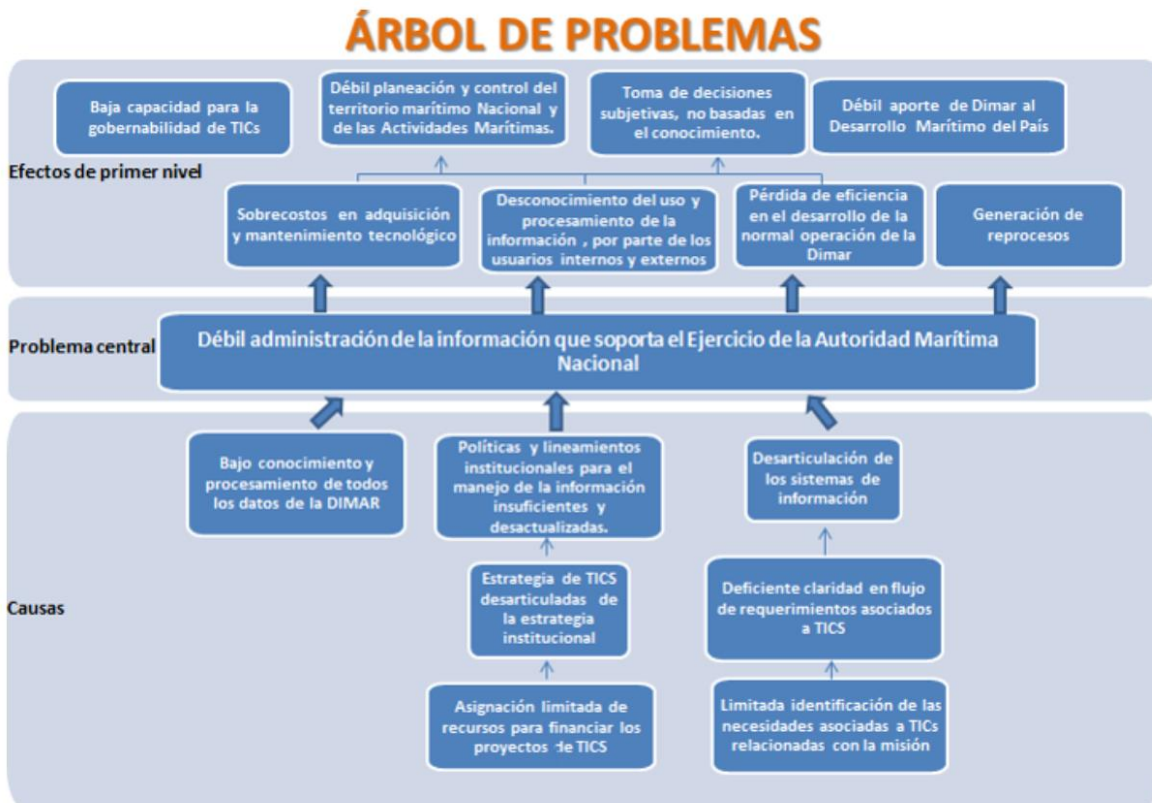 ÁRBOL DE PROBLEMAS
Baja capacidad para la
gobernabilidad de TICs
Débil planeación y control del
territorio marítimo Nacional y
de las Actividades Marítimas.
Toma de decisiones
subjetivas, no basadas en
el conocimiento.
Débil aporte de Dimar al
Desarrollo Marítimo del País
Efectos de primer nivel
Sobrecostos en adquisición
y mantenimiento tecnológico
Desconocimiento del uso y
procesamiento de la
información , por parte de los
usuarios internos y externos
Pérdida de eficiencia
en el desarrollo de la
normal operación de la
Dimar
Generación de
reprocesos
Problema central
Débil administración de la información que soporta el Ejercicio de la Autoridad Marítima
Nacional
Causas
Bajo conocimiento y
procesamiento de todos
los datos de la DIMAR
Políticas y lineamientos
institucionales para el
manejo de la información
insuficientes y
desactualizadas.
Desarticulación de
los sistemas de
información
Estrategia de TICS
desarticuladas de
la estrategia
institucional
Deficiente claridad en flujo
de requerimientos asociados
a TICS
Asignación limitada de
recursos para financiar los
proyectos de TICS
Limitada identificación de las
necesidades asociadas a TICs
relacionadas con la misión